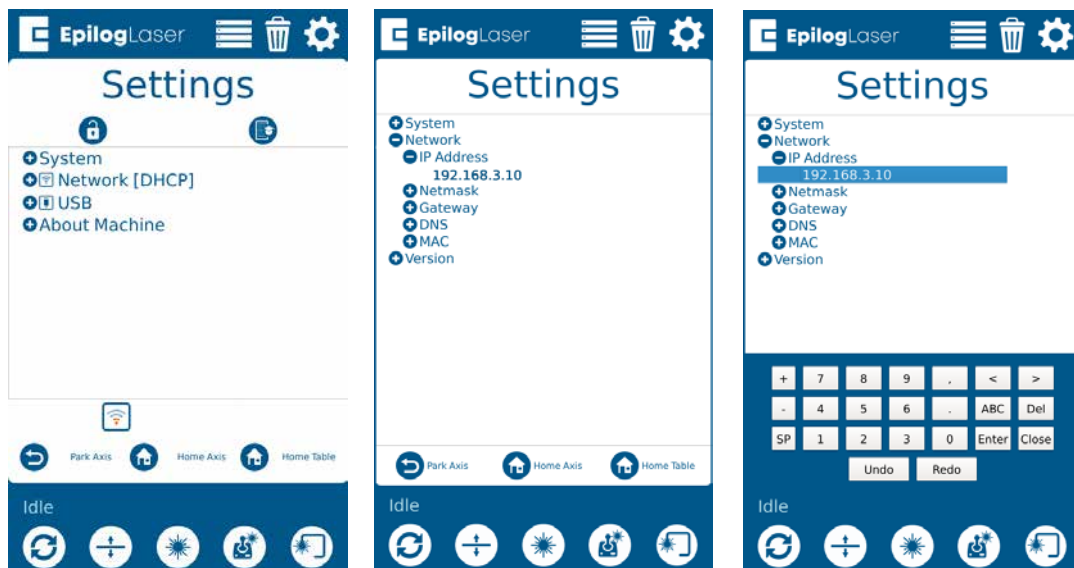 EpilogLaser
Settings
System
Network [DHCP]
USB
About Machine
Park Axis Home Axis Home Table
Idle
EpilogLaser
Settings
System
Network
IP Address
192.168.3.10
Netmask
Gateway
DNS
MAC
Version
Park Axis Home Axis Home Table
Idle
EpilogLaser
Settings
System
Network
IP Address
192.168.3.10
Netmask
Gateway
DNS
MAC
Version
+ 7 8 9 , < >
- 4 5 6 . ABC Del
SP 1 2 3 0 Enter Close
Undo Redo
Idle